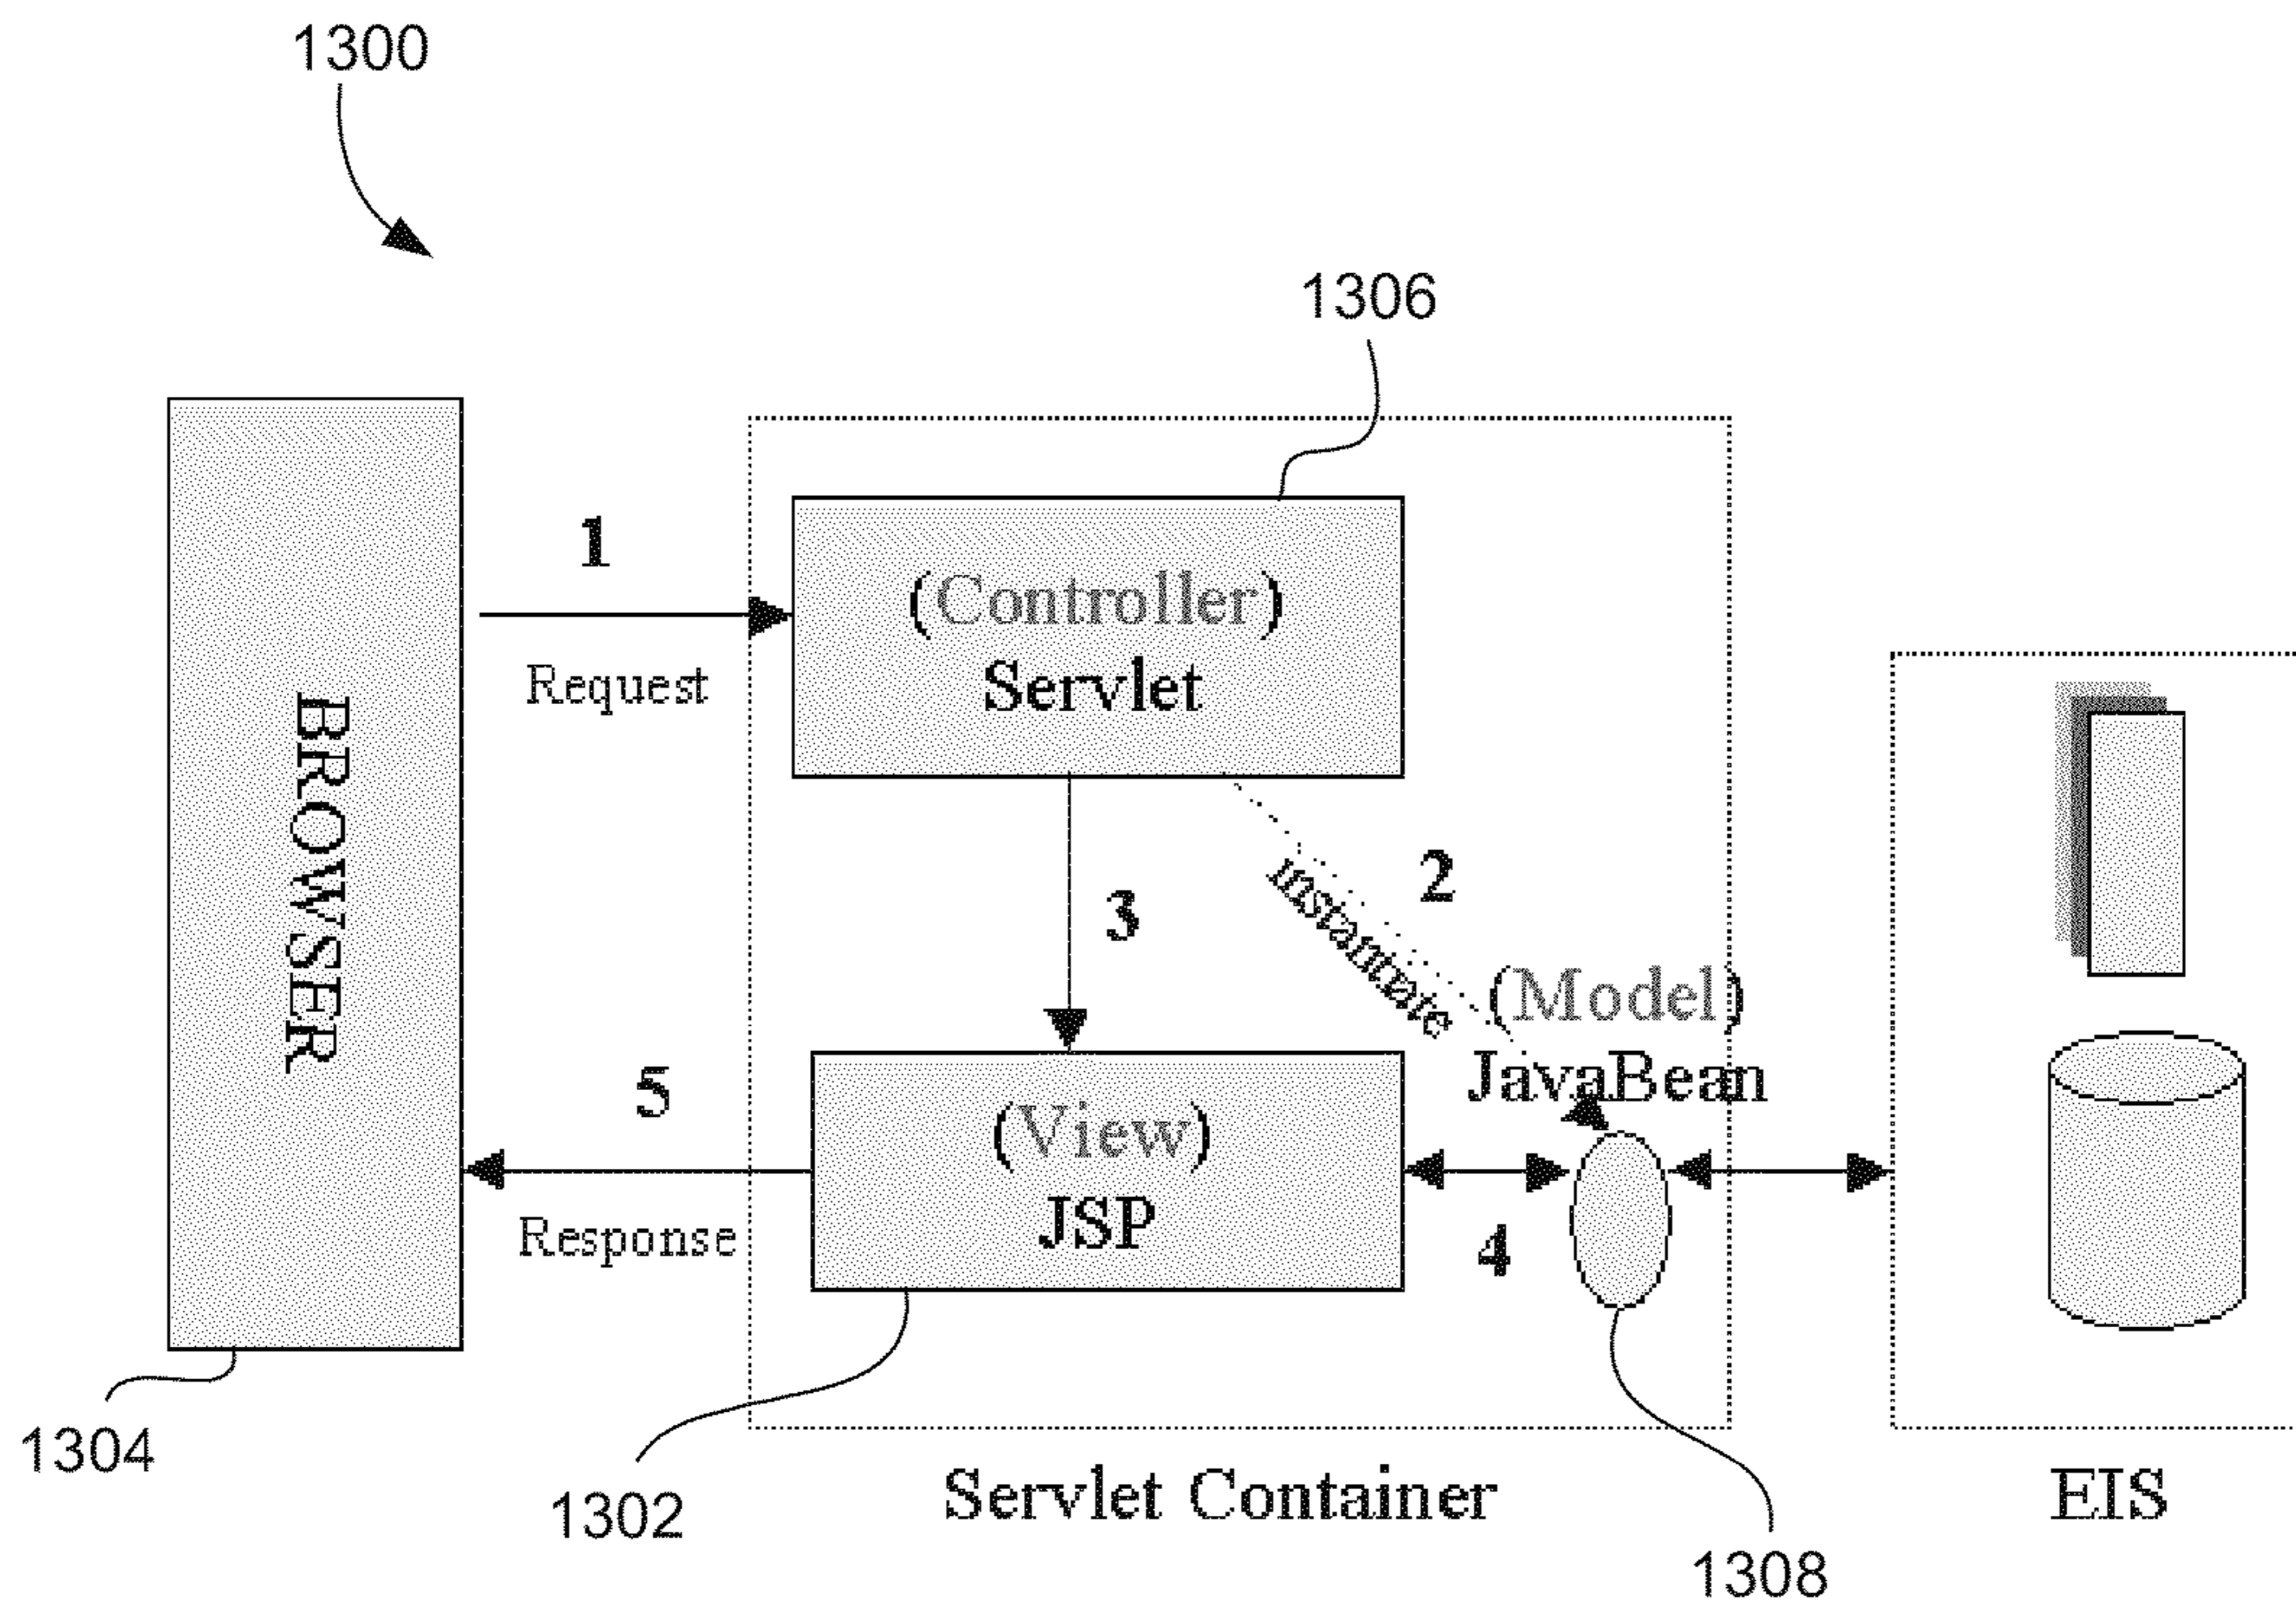 1300
1306
1
(Controller)
Servlet
Request
BROWSER
2
instantiate
3
(Model)
JavaBean
5
(View)
JSP
Response
4
1304
1302
Servlet Container
EIS
1308